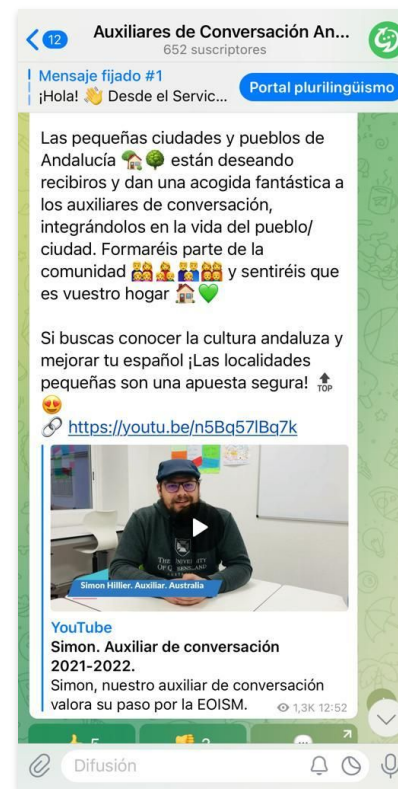 12
Auxiliares de Conversación An...
652 suscriptores
Mensaje fijado #1
¡Hola! 👋 Desde el Servic...
Portal plurilingüismo
Las pequeñas ciudades y pueblos de
Andalucía 🏡🌳 están deseando
recibiros y dan una acogida fantástica a
los auxiliares de conversación,
integrándolos en la vida del pueblo/
ciudad. Formaréis parte de la
comunidad y sentiréis que
es vuestro hogar 🏠💚
Si buscas conocer la cultura andaluza y
mejorar tu español ¡Las localidades
pequeñas son una apuesta segura! 🔝
😍
🔗 https://youtu.be/n5Bq57lBq7k
THE UNIVERSITY
OF QUEENSLAND
Simon Hillier. Auxiliar. Australia
YouTube
Simon. Auxiliar de conversación
2021-2022.
Simon, nuestro auxiliar de conversación
valora su paso por la EOISM.
1,3K 12:52
Difusión